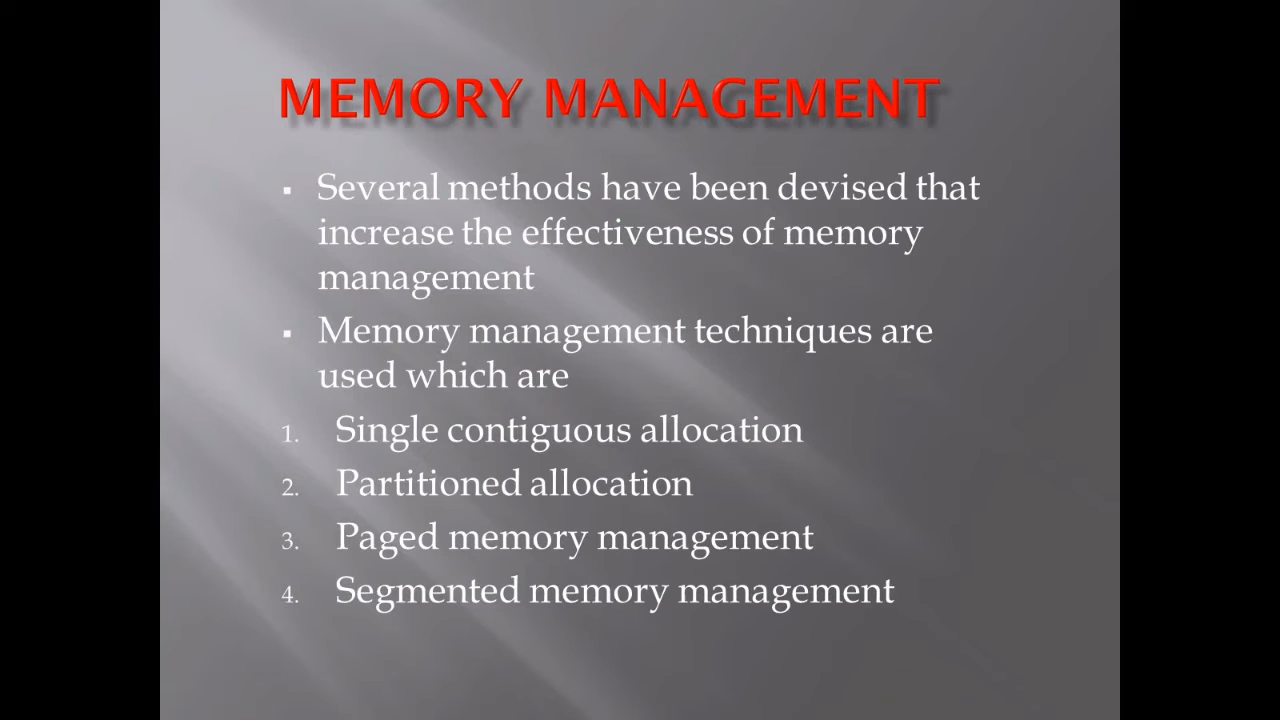 MEMORY MANAGEMENT
▪ Several methods have been devised that
increase the effectiveness of memory
management
▪ Memory management techniques are
used which are
1. Single contiguous allocation
2. Partitioned allocation
3. Paged memory management
4. Segmented memory management